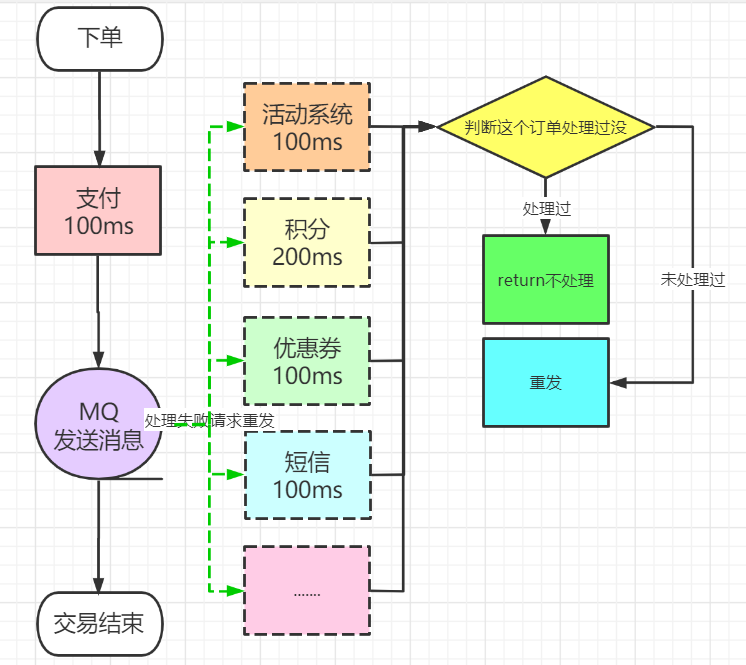 下单
支付
100ms
MQ
发送消息
交易结束
处理失败请求重发
活动系统
100ms
积分
200ms
优惠券
100ms
短信
100ms
.......
判断这个订单处理过没
处理过
return不处理
未处理过
重发